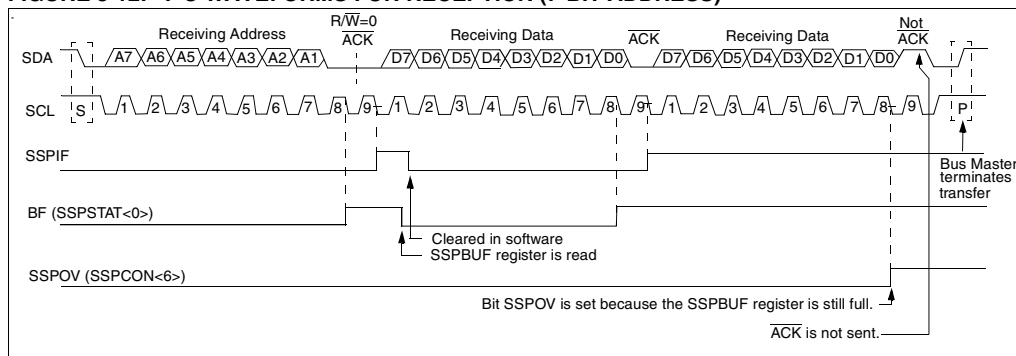 R/W=0
Not
Receiving Address
ACK
Receiving Data
ACK
Receiving Data
ACK
SDA
A7 A6 A5 A4 A3 A2 A1
D7 D6 D5 D4 D3 D2 D1 D0
D7 D6 D5 D4 D3 D2 D1 D0
SCL
S
1 2 3 4 5 6 7 8 9
1 2 3 4 5 6 7 8 9
1 2 3 4 5 6 7 8 9
P
SSPIF
Bus Master
terminates
transfer
BF (SSPSTAT<0>)
Cleared in software
SSPBUF register is read
SSPOV (SSPCON<6>)
Bit SSPOV is set because the SSPBUF register is still full.
ACK is not sent.